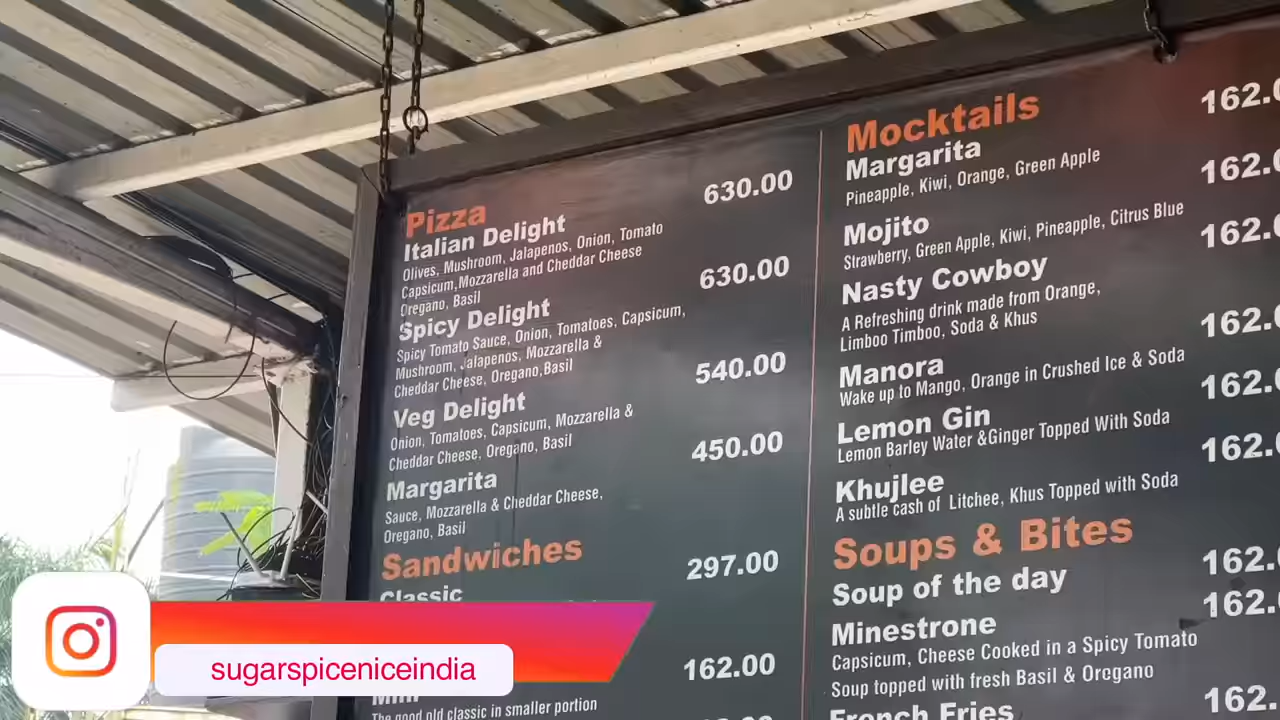 Pizza
630.00
Italian Delight
Olives, Mushroom, Jalapenos, Onion, Tomato
Capsicum,Mozzarella and Cheddar Cheese
Oregano, Basil
630.00
Spicy Delight
Spicy Tomato Sauce, Onion, Tomatoes, Capsicum,
Mushroom, Jalapenos, Mozzarella &
Cheddar Cheese, Oregano,Basil
540.00
Veg Delight
Onion, Tomatoes, Capsicum, Mozzarella &
Cheddar Cheese, Oregano, Basil
450.00
Margarita
Sauce, Mozzarella & Cheddar Cheese,
Oregano, Basil
Sandwiches
297.00
Classic
162.00
Mini
The good old classic in smaller portion
Mocktails
162.0
Margarita
Pineapple, Kiwi, Orange, Green Apple
162.0
Mojito
Strawberry, Green Apple, Kiwi, Pineapple, Citrus Blue
162.0
Nasty Cowboy
A Refreshing drink made from Orange,
Limboo Timboo, Soda & Khus
162.0
Manora
Wake up to Mango, Orange in Crushed Ice & Soda
162.0
Lemon Gin
Lemon Barley Water &Ginger Topped With Soda
162.0
Khujlee
A subtle cash of Litchee, Khus Topped with Soda
Soups & Bites
162.
Soup of the day
162.
Minestrone
Capsicum, Cheese Cooked in a Spicy Tomato
Soup topped with fresh Basil & Oregano
162.
French Fries
sugarspiceniceindia